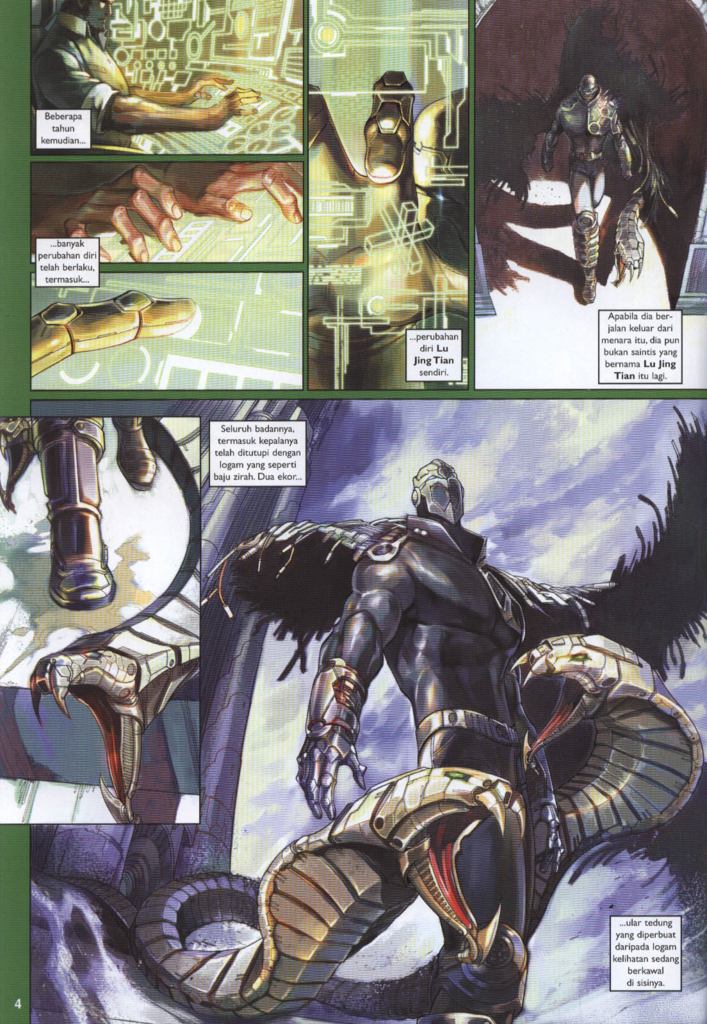 Beberapa
tahun
kemudian...
...banyak
perubahan diri
telah berlaku,
termasuk...
...perubahan
diri Lu
Jing Tian
sendiri.
Apabila dia ber-
jalan keluar dari
menara itu, dia pun
bukan saintis yang
bernama Lu Jing
Tian itu lagi.
Seluruh badannya,
termasuk kepalanya
telah ditutupi dengan
logam yang seperti
baju zirah. Dua ekor...
...ular tedung
yang diperbuat
daripada logam
kelihatan sedang
berkawal
di sisinya.
4